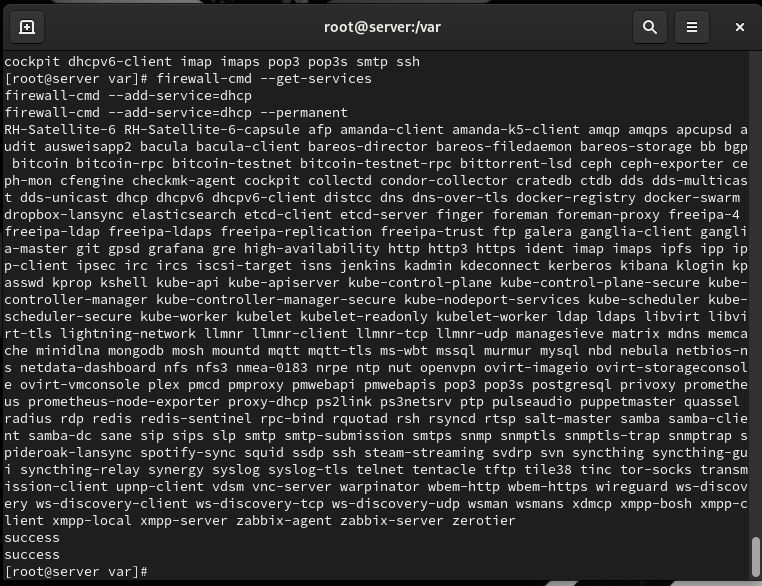 root@server:/var
cockpit dhcpv6-client imap imaps pop3 pop3s smtp ssh
[root@server var]# firewall-cmd --get-services
firewall-cmd --add-service=dhcp
firewall-cmd --add-service=dhcp --permanent
RH-Satellite-6 RH-Satellite-6-capsule afp amanda-client amanda-k5-client amqp amqps apcupsd a
udit ausweisapp2 bacula bacula-client bareos-director bareos-filedaemon bareos-storage bb bgp
 bitcoin bitcoin-rpc bitcoin-testnet bitcoin-testnet-rpc bittorrent-lsd ceph ceph-exporter ce
ph-mon cfengine checkmk-agent cockpit collectd condor-collector cratedb ctdb dds dds-multicas
t dds-unicast dhcp dhcpv6 dhcpv6-client distcc dns dns-over-tls docker-registry docker-swarm
dropbox-lansync elasticsearch etcd-client etcd-server finger foreman foreman-proxy freeipa-4
freeipa-ldap freeipa-ldaps freeipa-replication freeipa-trust ftp galera ganglia-client gangli
a-master git gpsd grafana gre high-availability http http3 https ident imap imaps ipfs ipp ip
p-client ipsec irc ircs iscsi-target isns jenkins kadmin kdeconnect kerberos kibana klogin kp
asswd kprop kshell kube-api kube-apiserver kube-control-plane kube-control-plane-secure kube-
controller-manager kube-controller-manager-secure kube-nodeport-services kube-scheduler kube-
scheduler-secure kube-worker kubelet kubelet-readonly kubelet-worker ldap ldaps libvirt libvi
rt-tls lightning-network llmnr llmnr-client llmnr-tcp llmnr-udp managesieve matrix mdns memca
che minidlna mongodb mosh mountd mqtt mqtt-tls ms-wbt mssql murmur mysql nbd nebula netbios-n
s netdata-dashboard nfs nfs3 nmea-0183 nrpe ntp nut openvpn ovirt-imageio ovirt-storageconsol
e ovirt-vmconsole plex pmcd pmproxy pmwebapi pmwebapis pop3 pop3s postgresql privoxy promethe
us prometheus-node-exporter proxy-dhcp ps2link ps3netsrv ptp pulseaudio puppetmaster quassel
radius rdp redis redis-sentinel rpc-bind rquotad rsh rsyncd rtsp salt-master samba samba-clie
nt samba-dc sane sip sips slp smtp smtp-submission smtps snmp snmptls snmptls-trap snmptrap s
pideroak-lansync spotify-sync squid ssdp ssh steam-streaming svdrp svn syncthing syncthing-gu
i syncthing-relay synergy syslog syslog-tls telnet tentacle tftp tile38 tinc tor-socks transm
ission-client upnp-client vdsm vnc-server warpinator wbem-http wbem-https wireguard ws-discov
ery ws-discovery-client ws-discovery-tcp ws-discovery-udp wsman wsmans xdmcp xmpp-bosh xmpp-c
lient xmpp-local xmpp-server zabbix-agent zabbix-server zerotier
success
success
[root@server var]#